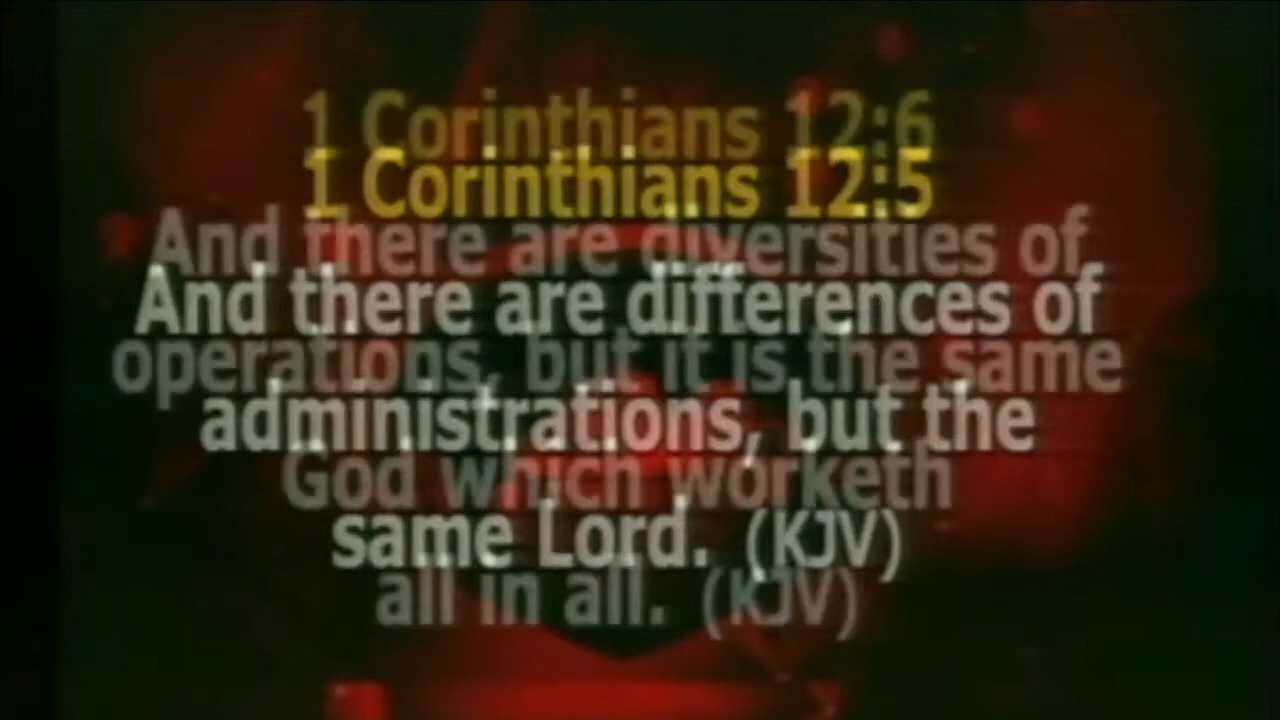 1 Corinthians 12:6
1 Corinthians 12:5
And there are diversities of
And there are differences of
operations, but it is the same
administrations, but the
God which worketh
same Lord. (KJV)
all in all. (KJV)